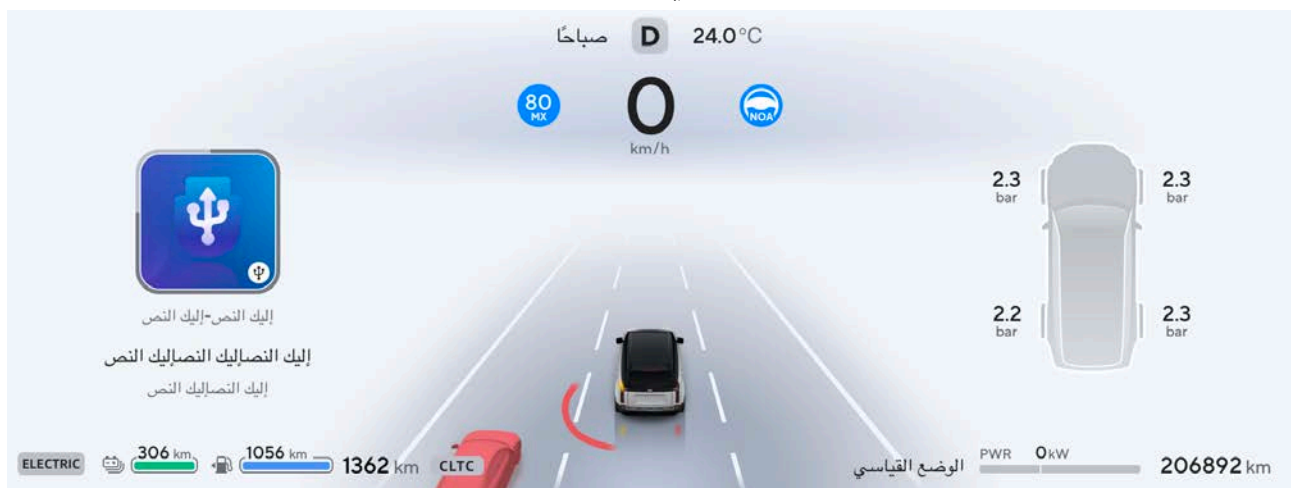 صباحًا D 24.0°C
80 MX
0
km/h
NOA
إليك النص-إليك النص
إليك النصإليك النصإليك النص
إليك النصإليك النص
2.3 bar
2.3 bar
2.2 bar
2.3 bar
ELECTRIC 306 km 1056 km 1362 km CLTC
الوضع القياسي PWR 0 kW 206892 km